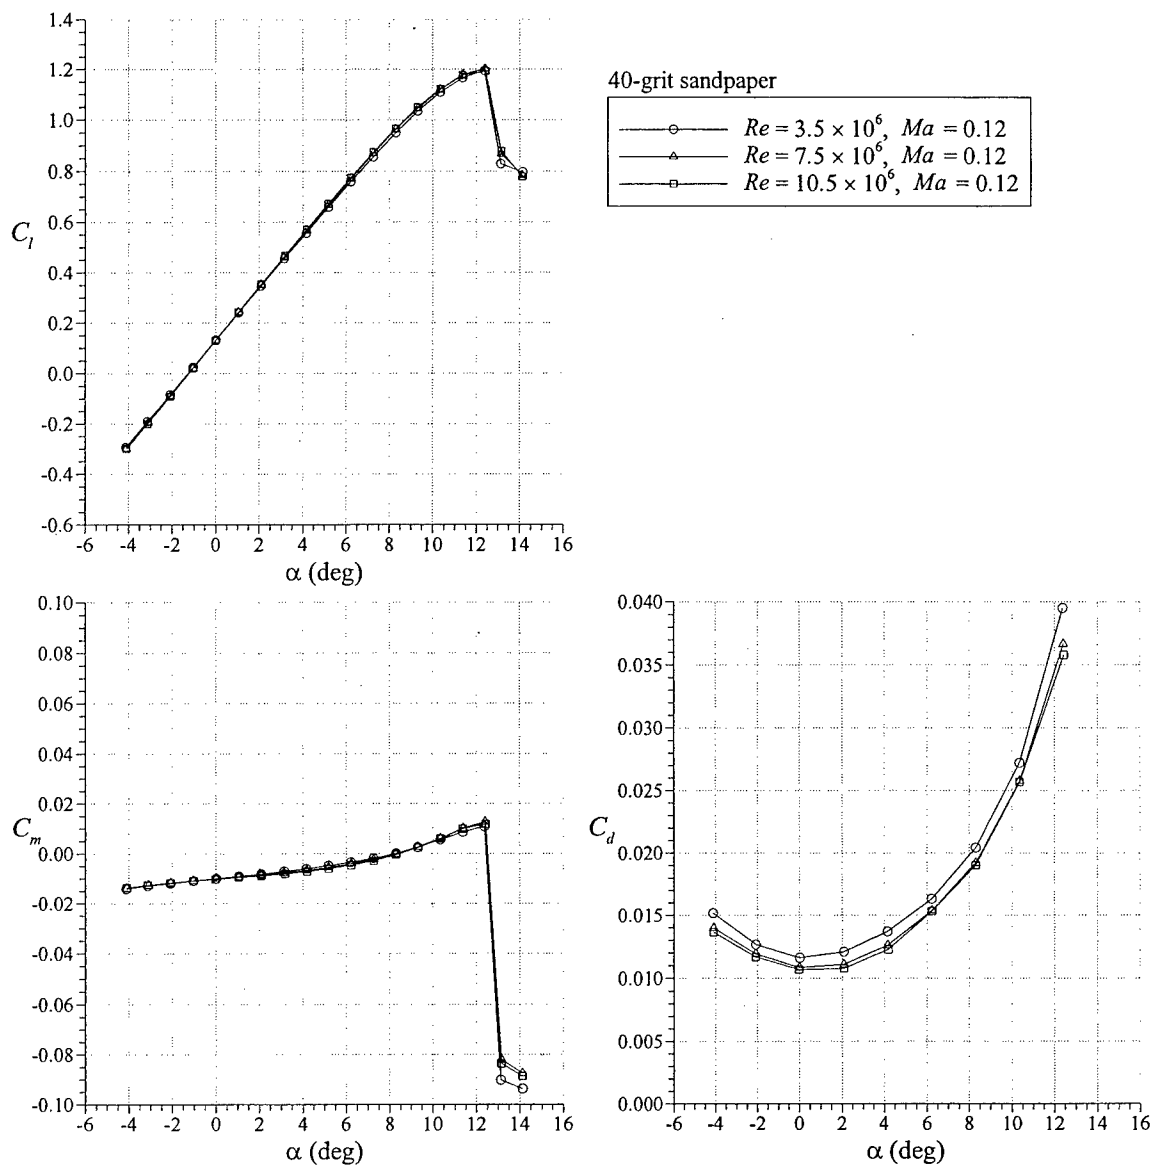 1.4
1.2
1.0
0.8
0.6
C_l
0.4
0.2
0.0
-0.2
-0.4
-0.6
-6 -4 -2 0 2 4 6 8 10 12 14 16
α (deg)
40-grit sandpaper
Re = 3.5 × 10^6, Ma = 0.12
Re = 7.5 × 10^6, Ma = 0.12
Re = 10.5 × 10^6, Ma = 0.12
0.10
0.08
0.06
0.04
0.02
C_m
0.00
-0.02
-0.04
-0.06
-0.08
-0.10
-6 -4 -2 0 2 4 6 8 10 12 14 16
α (deg)
0.040
0.035
0.030
0.025
C_d
0.020
0.015
0.010
0.005
0.000
-6 -4 -2 0 2 4 6 8 10 12 14 16
α (deg)